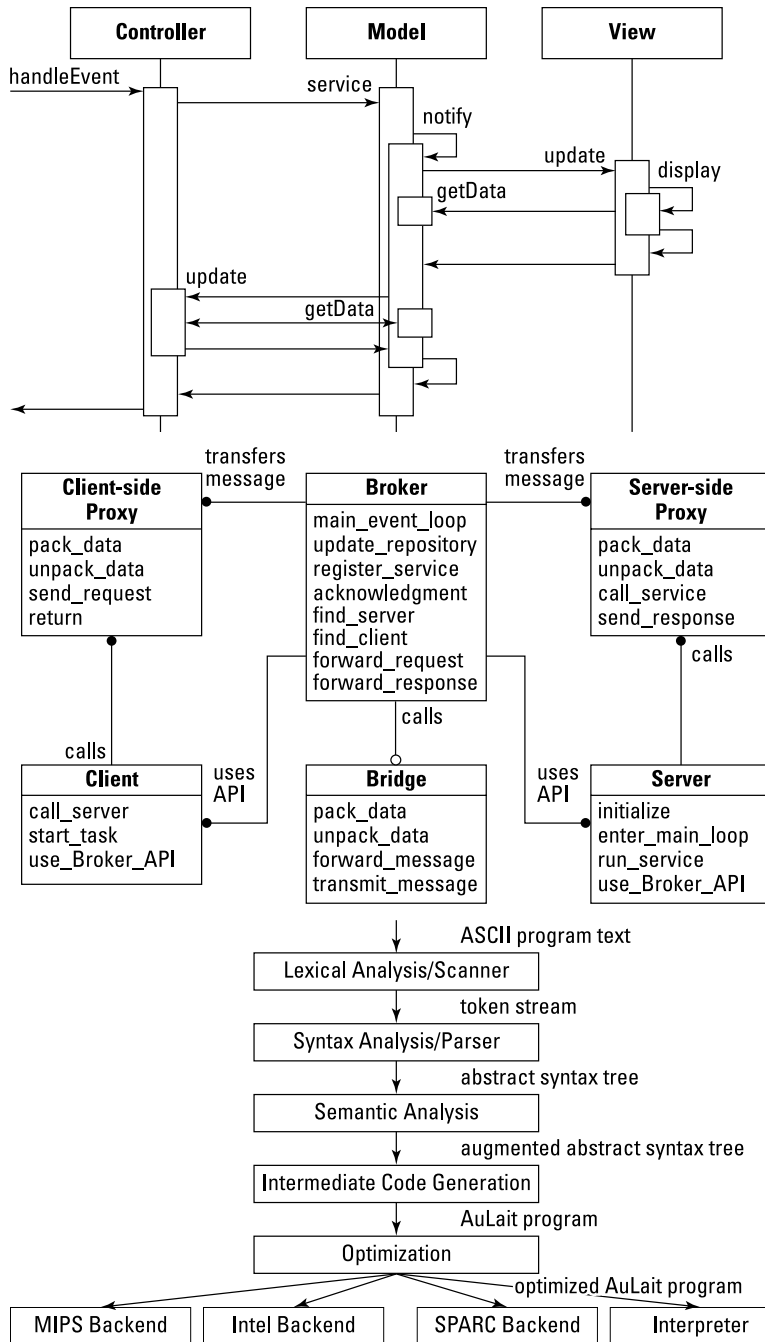 Controller
Model
View
handleEvent
service
notify
update
display
getData
update
getData
transfers
message
transfers
message
Client-side
Proxy
pack_data
unpack_data
send_request
return
Broker
main_event_loop
update_repository
register_service
acknowledgment
find_server
find_client
forward_request
forward_response
Server-side
Proxy
pack_data
unpack_data
call_service
send_response
calls
calls
calls
uses
API
uses
API
Client
call_server
start_task
use_Broker_API
Bridge
pack_data
unpack_data
forward_message
transmit_message
Server
initialize
enter_main_loop
run_service
use_Broker_API
ASCII program text
Lexical Analysis/Scanner
token stream
Syntax Analysis/Parser
abstract syntax tree
Semantic Analysis
augmented abstract syntax tree
Intermediate Code Generation
AuLait program
Optimization
optimized AuLait program
MIPS Backend
Intel Backend
SPARC Backend
Interpreter